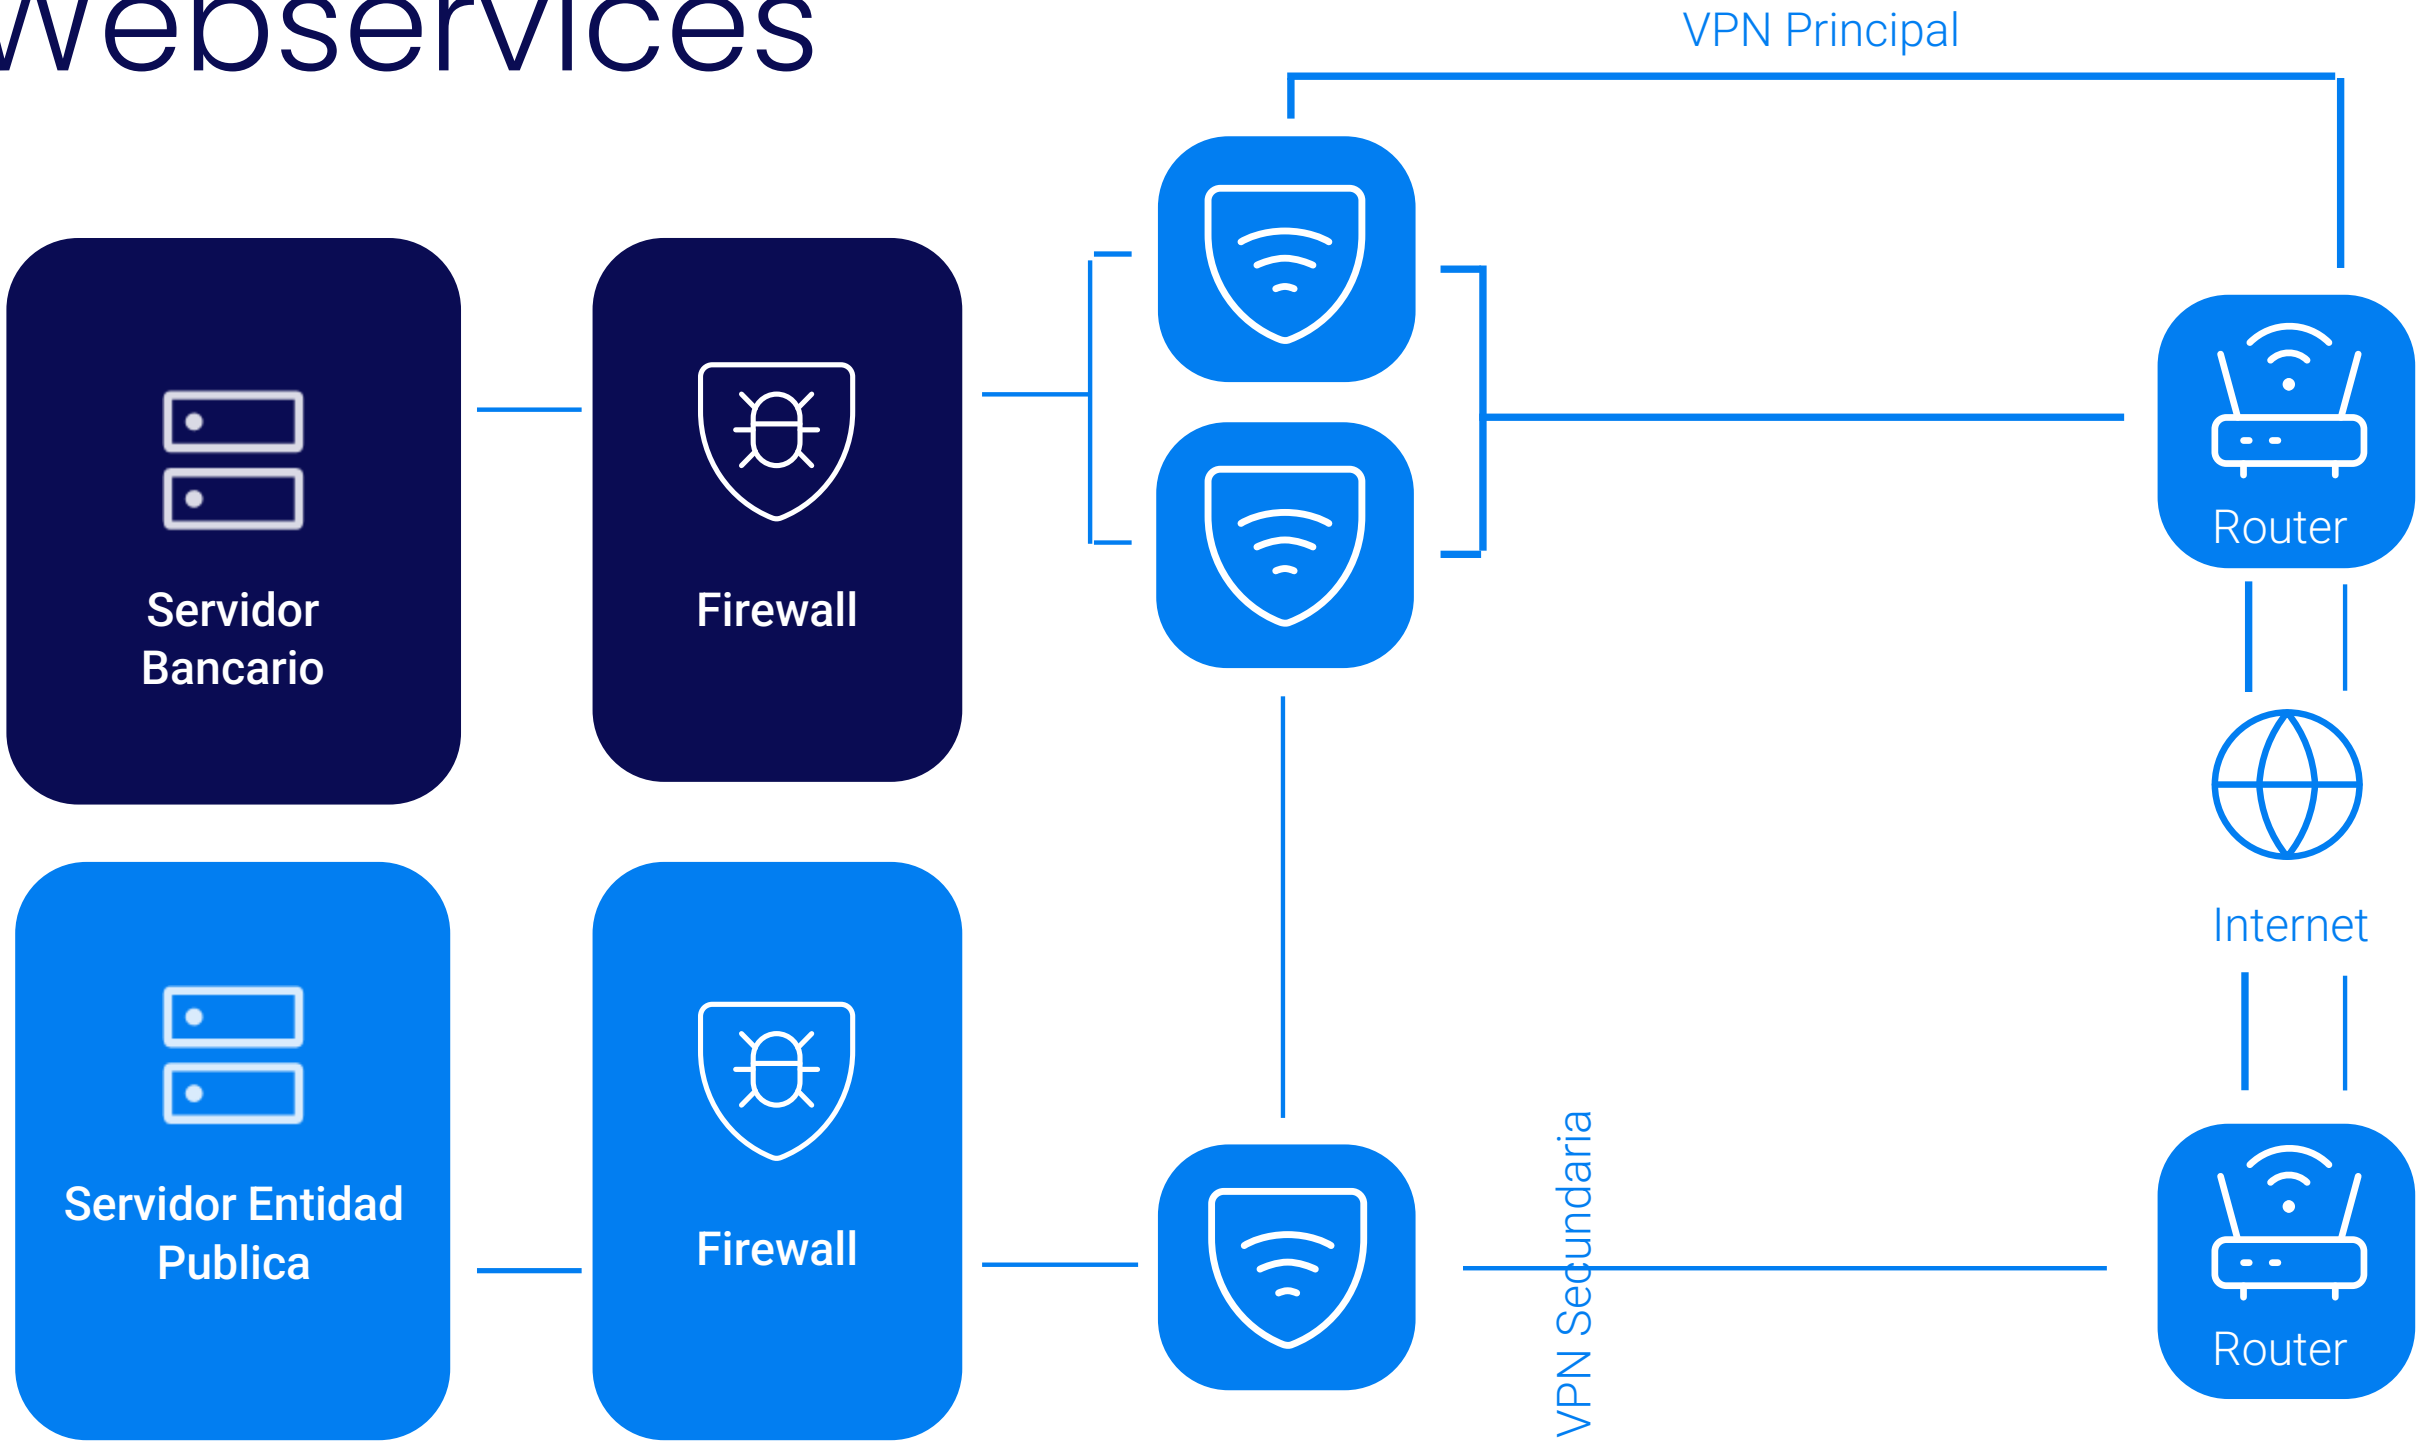 Webservices
VPN Principal
Servidor
Bancario
Firewall
Router
Internet
Servidor Entidad
Publica
Firewall
VPN Secundaria
Router